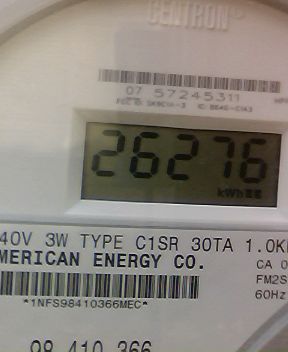 CENTRON
07 57245311
26276
kWh
40V 3W TYPE C1SR 30TA 1.0K
MERICAN ENERGY CO.
CA 0
FM2S
60Hz
*1NFS98410366MEC*
98 410 366